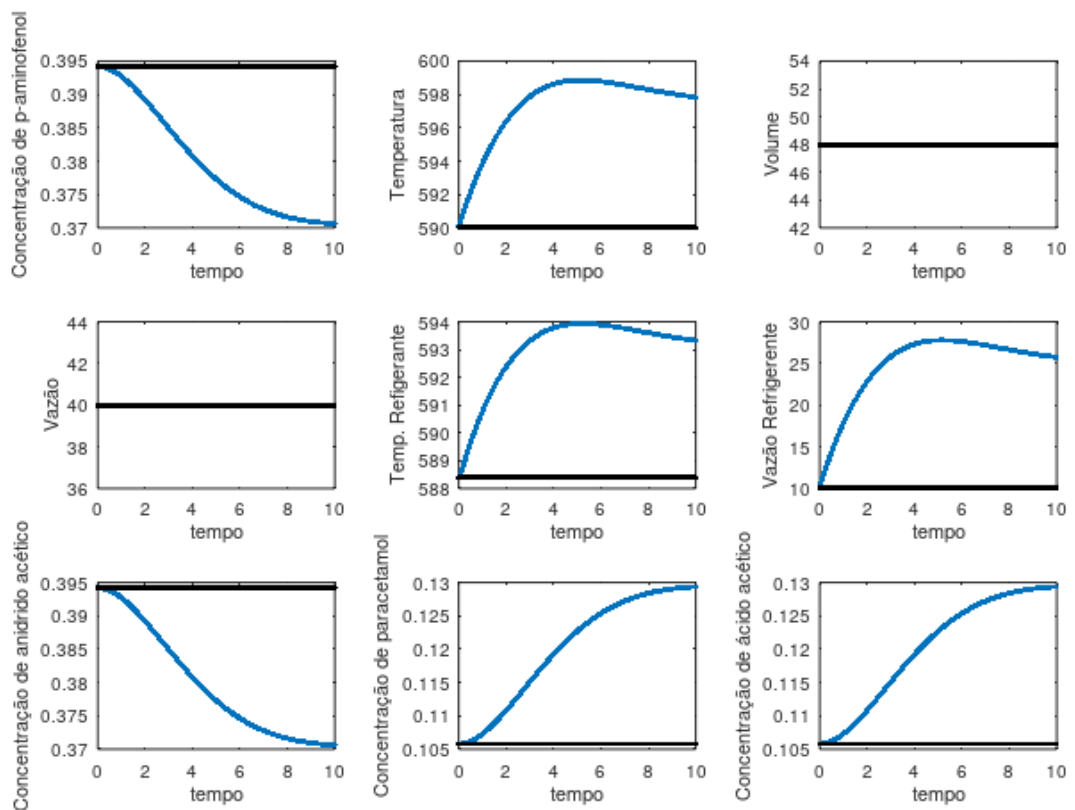 Concentração de p-aminofenol
0.395
0.39
0.385
0.38
0.375
0.37
0 2 4 6 8 10
tempo
Temperatura
600
598
596
594
592
590
0 2 4 6 8 10
tempo
Volume
54
52
50
48
46
44
42
0 2 4 6 8 10
tempo
Vazão
44
42
40
38
36
0 2 4 6 8 10
tempo
Temp. Refigerante
594
593
592
591
590
589
588
0 2 4 6 8 10
tempo
Vazão Refrigerente
30
25
20
15
10
0 2 4 6 8 10
tempo
Concentração de anidrido acético
0.395
0.39
0.385
0.38
0.375
0.37
0 2 4 6 8 10
tempo
Concentração de paracetamol
0.13
0.125
0.12
0.115
0.11
0.105
0 2 4 6 8 10
tempo
Concentração de ácido acético
0.13
0.125
0.12
0.115
0.11
0.105
0 2 4 6 8 10
tempo